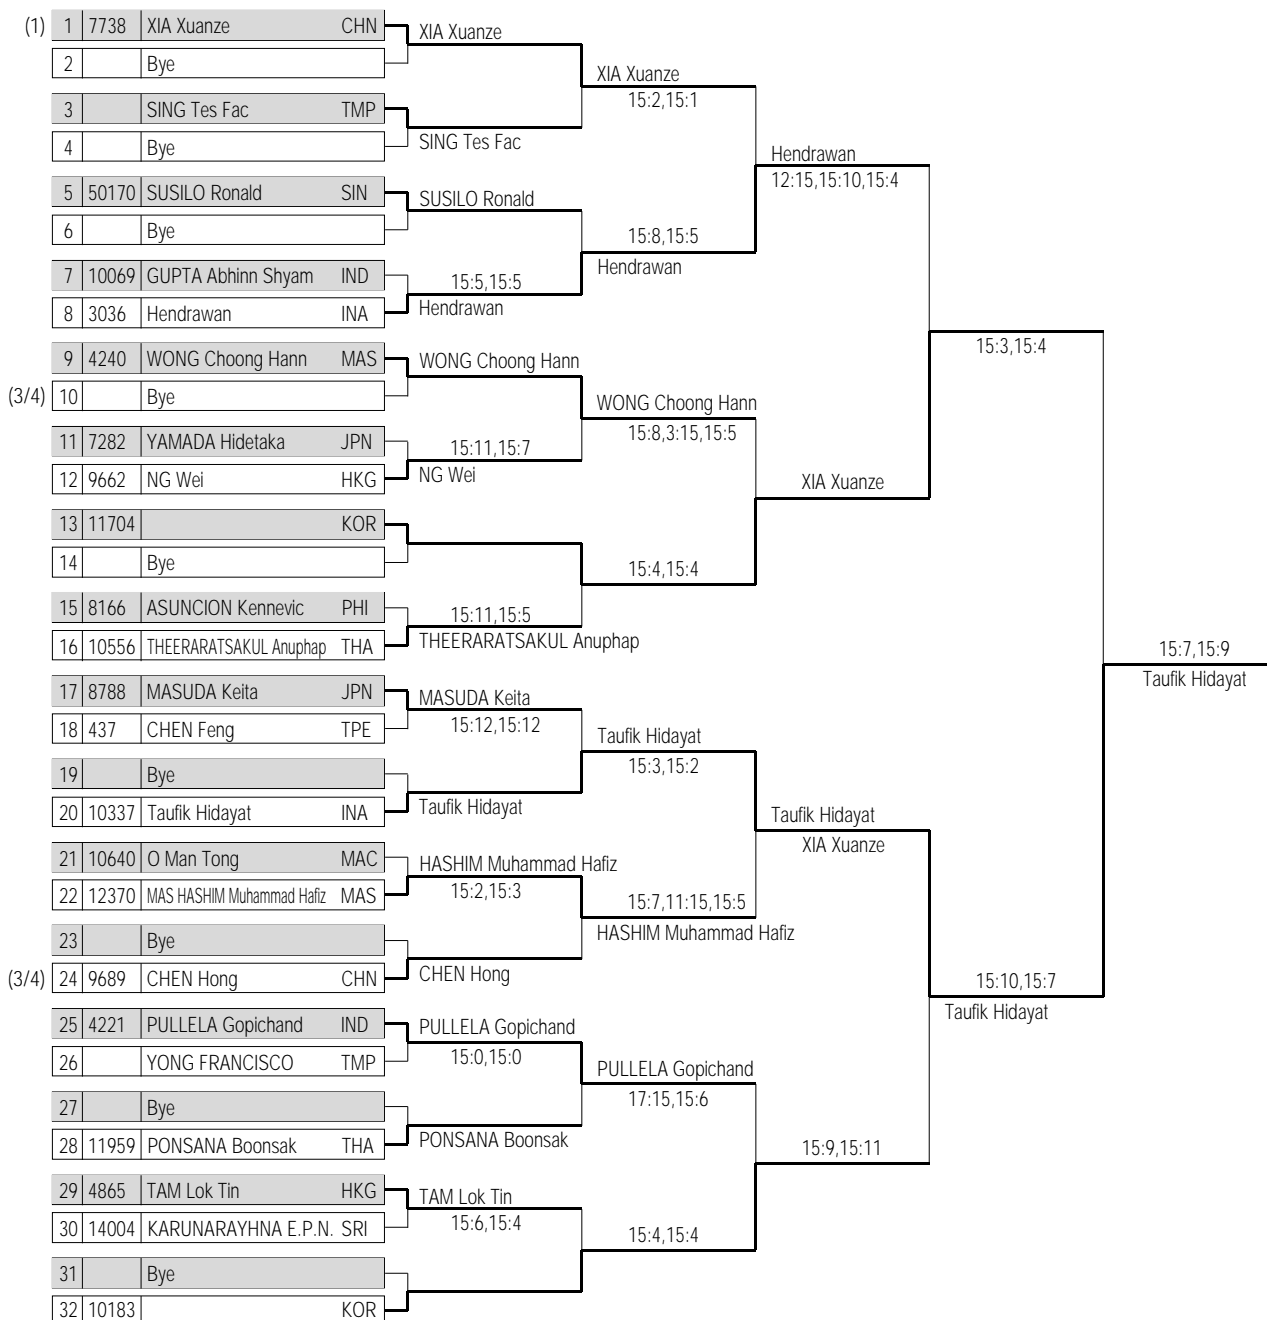 (1) 1 7738 XIA Xuanze CHN
2 Bye
3 SING Tes Fac TMP
4 Bye
5 50170 SUSILO Ronald SIN
6 Bye
7 10069 GUPTA Abhinn Shyam IND
8 3036 Hendrawan INA
9 4240 WONG Choong Hann MAS
(3/4) 10 Bye
11 7282 YAMADA Hidetaka JPN
12 9662 NG Wei HKG
13 11704 KOR
14 Bye
15 8166 ASUNCION Kennevic PHI
16 10556 THEERARATSAKUL Anuphap THA
17 8788 MASUDA Keita JPN
18 437 CHEN Feng TPE
19 Bye
20 10337 Taufik Hidayat INA
21 10640 O Man Tong MAC
22 12370 MAS HASHIM Muhammad Hafiz MAS
23 Bye
(3/4) 24 9689 CHEN Hong CHN
25 4221 PULLELA Gopichand IND
26 YONG FRANCISCO TMP
27 Bye
28 11959 PONSANA Boonsak THA
29 4865 TAM Lok Tin HKG
30 14004 KARUNARAYHNA E.P.N. SRI
31 Bye
32 10183 KOR
XIA Xuanze
SING Tes Fac
SUSILO Ronald
15:5,15:5
Hendrawan
WONG Choong Hann
15:11,15:7
NG Wei
15:11,15:5
THEERARATSAKUL Anuphap
MASUDA Keita
15:12,15:12
Taufik Hidayat
HASHIM Muhammad Hafiz
15:2,15:3
CHEN Hong
PULLELA Gopichand
15:0,15:0
PONSANA Boonsak
TAM Lok Tin
15:6,15:4
XIA Xuanze
15:2,15:1
15:8,15:5
Hendrawan
WONG Choong Hann
15:8,3:15,15:5
15:4,15:4
Taufik Hidayat
15:3,15:2
15:7,11:15,15:5
HASHIM Muhammad Hafiz
PULLELA Gopichand
17:15,15:6
15:4,15:4
Hendrawan
12:15,15:10,15:4
XIA Xuanze
Taufik Hidayat
XIA Xuanze
15:9,15:11
15:3,15:4
15:10,15:7
Taufik Hidayat
15:7,15:9
Taufik Hidayat